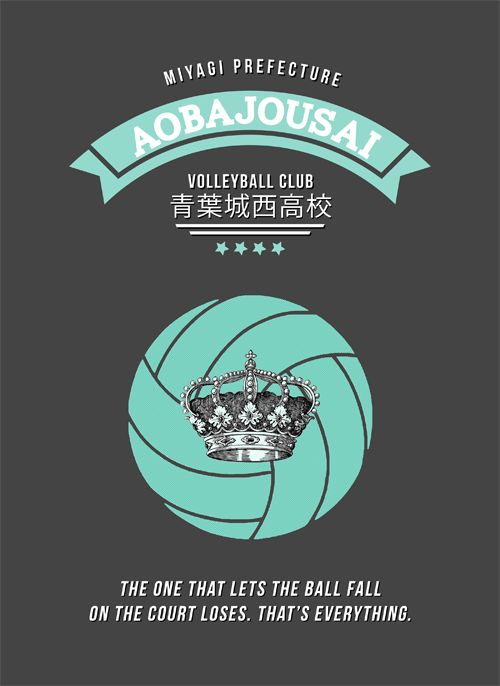 MIYAGI PREFECTURE
AOBAJOUSAI
VOLLEYBALL CLUB
青葉城西高校
THE ONE THAT LETS THE BALL FALL
ON THE COURT LOSES. THAT'S EVERYTHING.